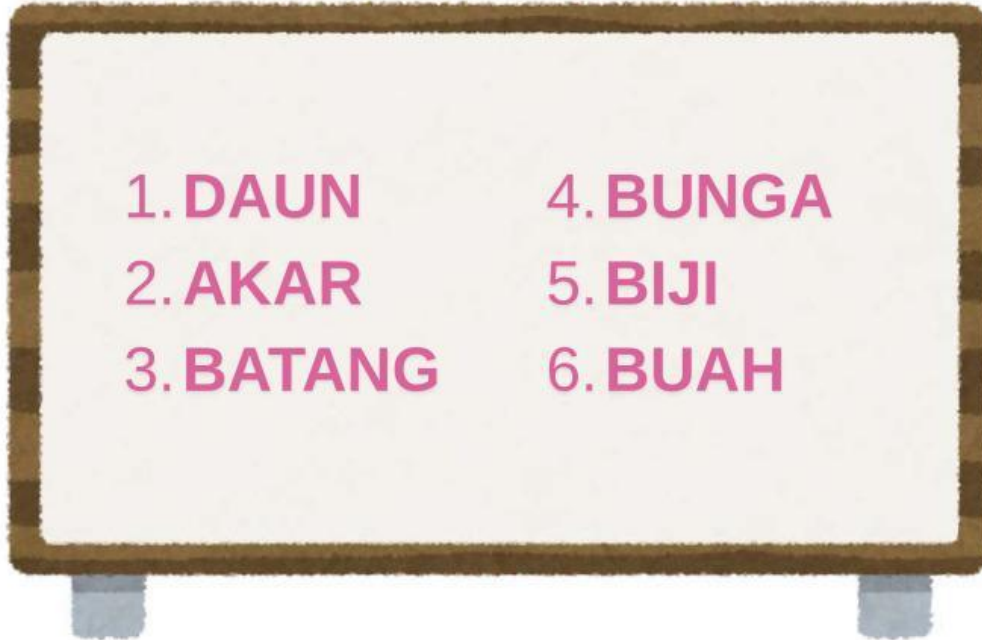 1. DAUN
2. AKAR
3. BATANG
4. BUNGA
5. BIJI
6. BUAH